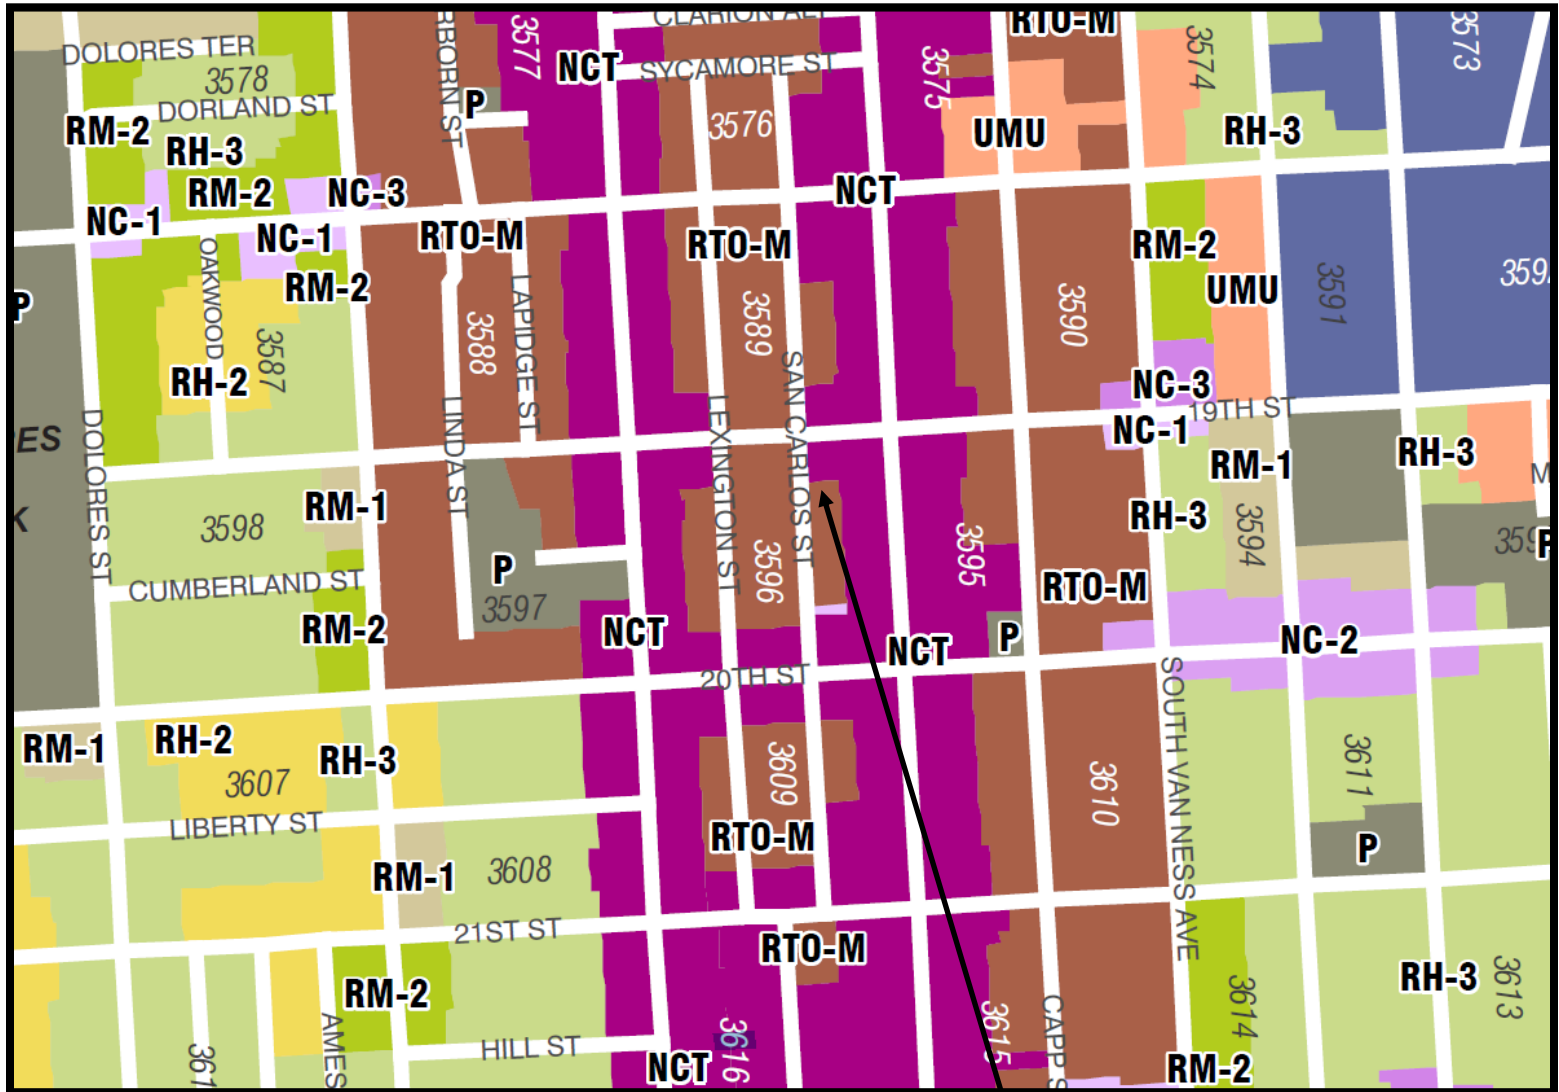 CLARION ALY
RTO-M
DOLORES TER
3577
3573
3574
3578
NCT
SYCAMORE ST
3575
DORLAND ST
P
RM-2
3576
UMU
RH-3
RH-3
RM-2
NC-3
NCT
NC-1
NC-1
RTO-M
RTO-M
RM-2
OAKWOOD
RM-2
UMU
P
LAPIDGE ST
3588
3589
3590
3591
3587
RH-2
SAN CARLOS ST
NC-3
19TH ST
NC-1
DOLORES ST
LINDA ST
LEXINGTON ST
RH-3
RM-1
RM-1
3598
RH-3
3594
3595
P
3596
3597
CUMBERLAND ST
RTO-M
P
RM-2
NCT
NCT
P
NC-2
20TH ST
SOUTH VAN NESS AVE
RM-1
RH-2
RH-3
3607
3609
3610
3611
LIBERTY ST
RTO-M
P
RM-1
3608
21ST ST
RTO-M
RM-2
RH-3
3613
3614
AMES
CAPP S
3615
3616
HILL ST
NCT
RM-2